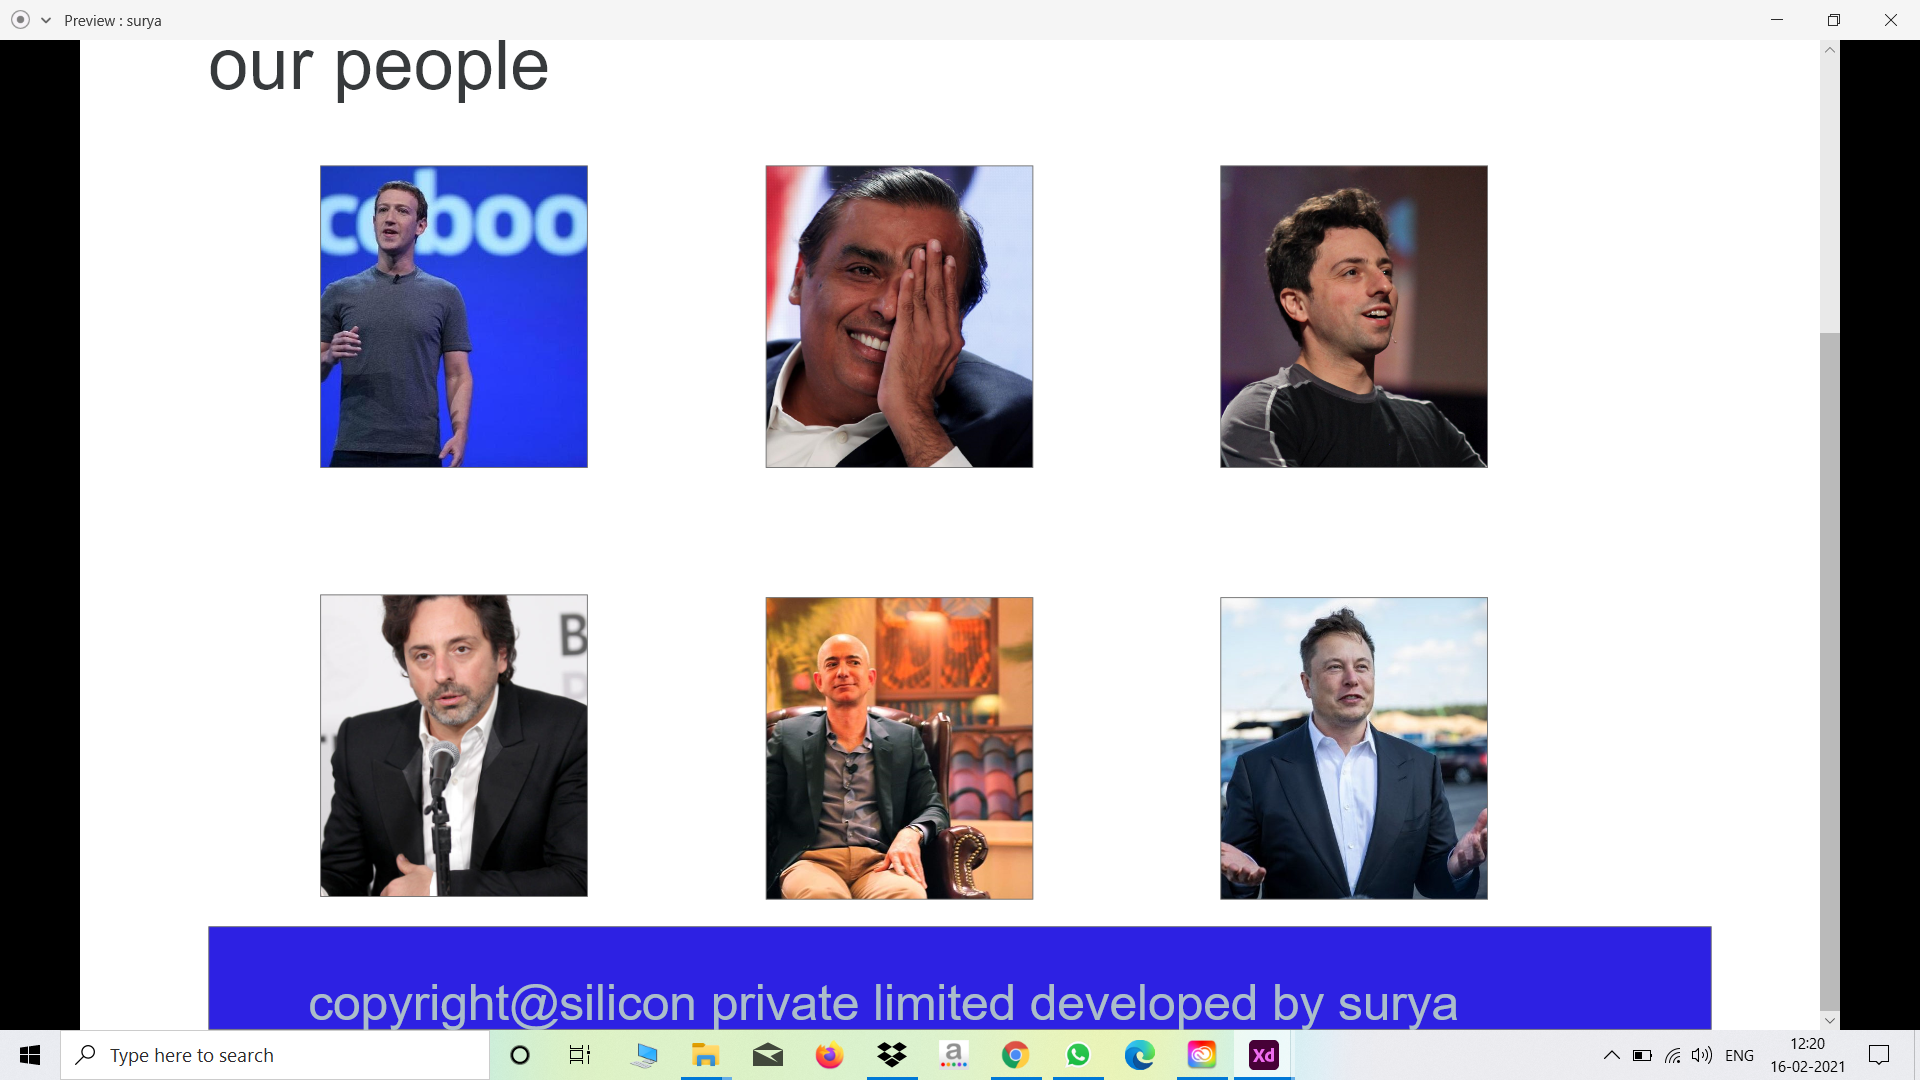 Preview : surya
our people
ceboo
B
copyright@silicon private limited developed by surya
Type here to search
a
Xd
ENG
12:20
16-02-2021